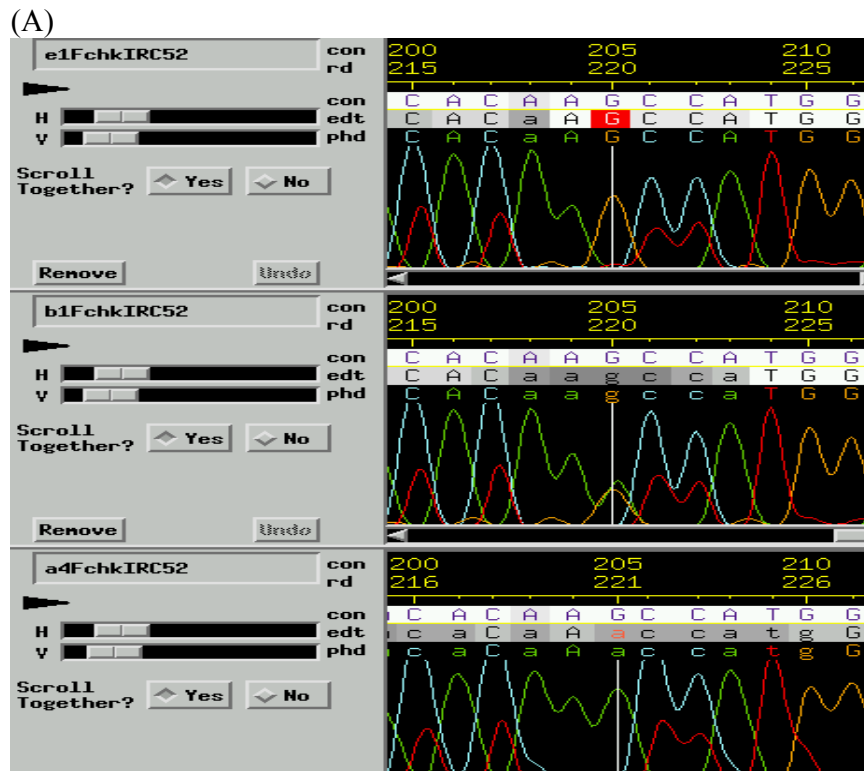 (A)
e1FchkIRC52
con 200 205 210
rd 215 220 225
con C A C A A G C C A T G G
H edt C A C a A G C C A T G G
V phd C A C a A G C C A T G G
Scroll Together? Yes No
Remove Undo
b1FchkIRC52
con 200 205 210
rd 215 220 225
con C A C A A G C C A T G G
H edt C A C a a g c c a T G G
V phd C A C a a g c c a T G G
Scroll Together? Yes No
Remove Undo
a4FchkIRC52
con 200 205 210
rd 216 221 226
con C A C A A G C C A T G G
H edt c a C a A a c c a t g G
V phd c a C a A a c c a t g G
Scroll Together? Yes No